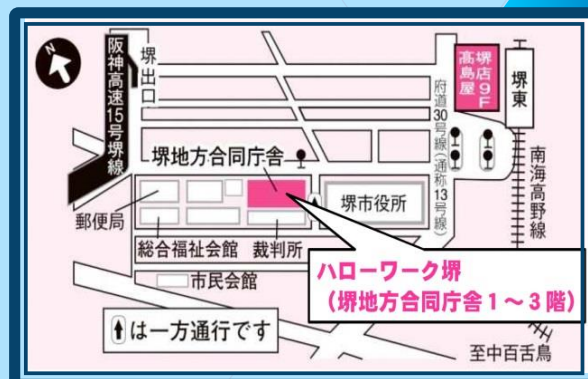 N
阪神高速15号堺線
堺出口
府道30号線(通称13号線)
堺店9F
高島屋
堺東
南海高野線
堺地方合同庁舎
堺市役所
郵便局
総合福祉会館
裁判所
市民会館
ハローワーク堺
(堺地方合同庁舎1~3階)
は一方通行です
至中百舌鳥